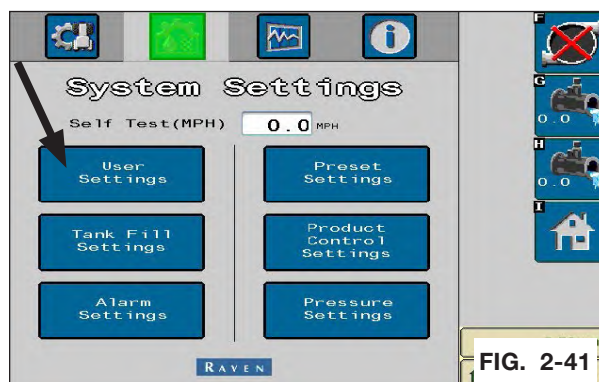 System Settings
Self Test(MPH) 0.0 MPH
User
Settings
Preset
Settings
Tank Fill
Settings
Product
Control
Settings
Alarm
Settings
Pressure
Settings
RAVEN
F
G
0.0
H
0.0
I
FIG. 2-41